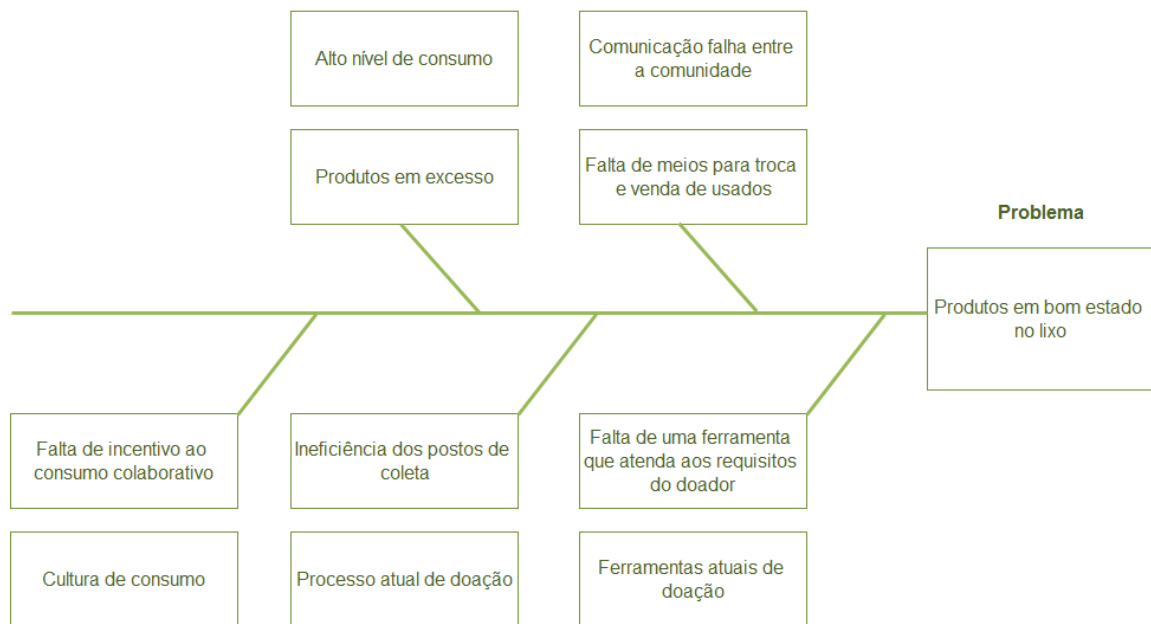 Alto nível de consumo
Comunicação falha entre
a comunidade
Produtos em excesso
Falta de meios para troca
e venda de usados
Problema
Produtos em bom estado
no lixo
Falta de incentivo ao
consumo colaborativo
Ineficiência dos postos de
coleta
Falta de uma ferramenta
que atenda aos requisitos
do doador
Cultura de consumo
Processo atual de doação
Ferramentas atuais de
doação